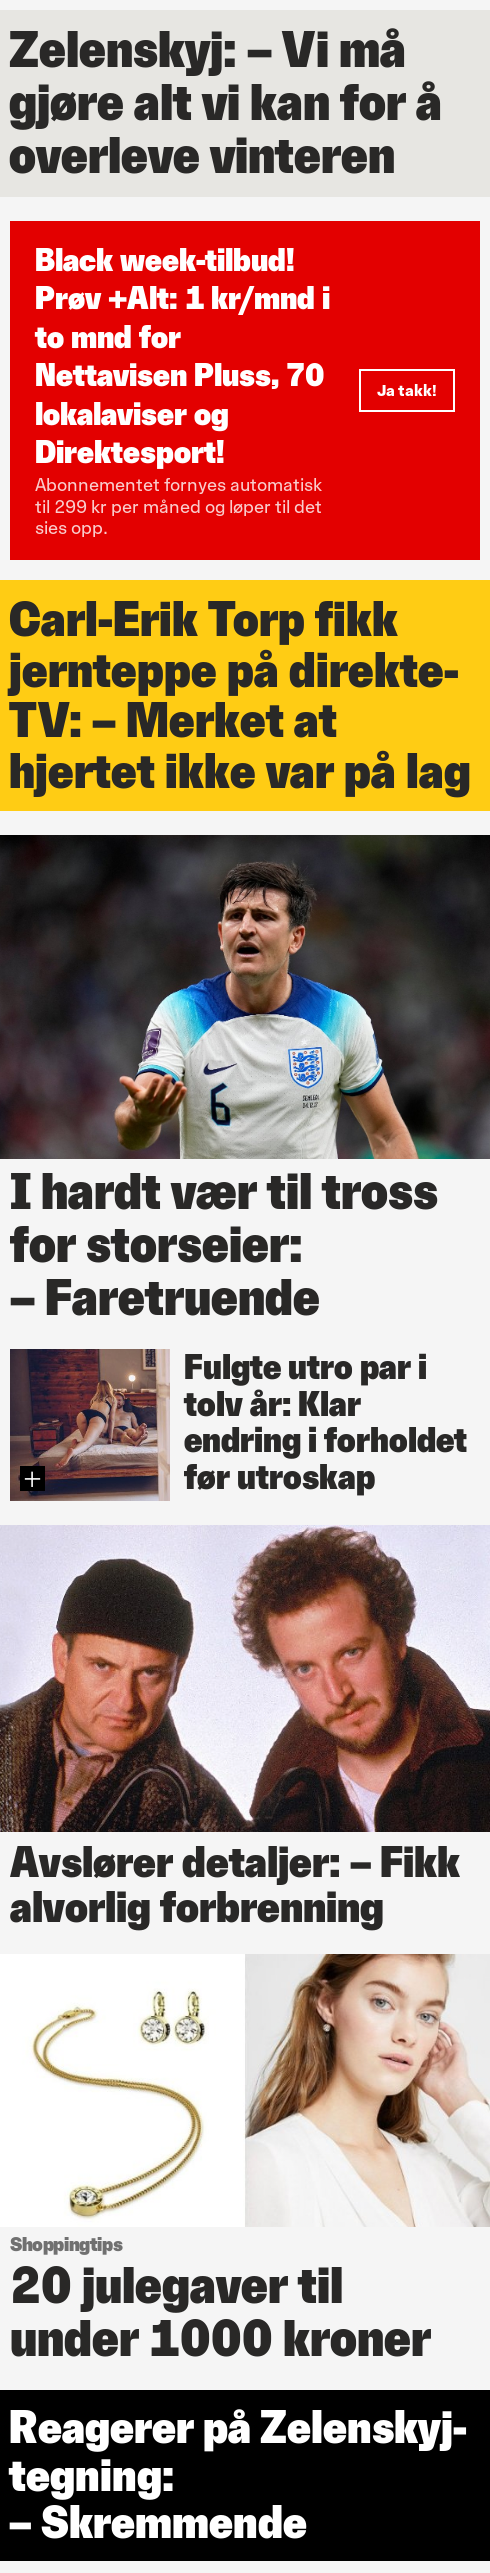 Zelenskyj: – Vi må
gjøre alt vi kan for å
overleve vinteren
Black week-tilbud!
Prøv +Alt: 1 kr/mnd i
to mnd for
Nettavisen Pluss, 70
lokalaviser og
Direktesport!
Abonnementet fornyes automatisk
til 299 kr per måned og løper til det
sies opp.
Ja takk!
Carl-Erik Torp fikk
jernteppe på direkte-
TV: – Merket at
hjertet ikke var på lag
6
I hardt vær til tross
for storseier:
– Faretruende
Fulgte utro par i
tolv år: Klar
endring i forholdet
før utroskap
Avslører detaljer: – Fikk
alvorlig forbrenning
Shoppingtips
20 julegaver til
under 1000 kroner
Reagerer på Zelenskyj-
tegning:
– Skremmende